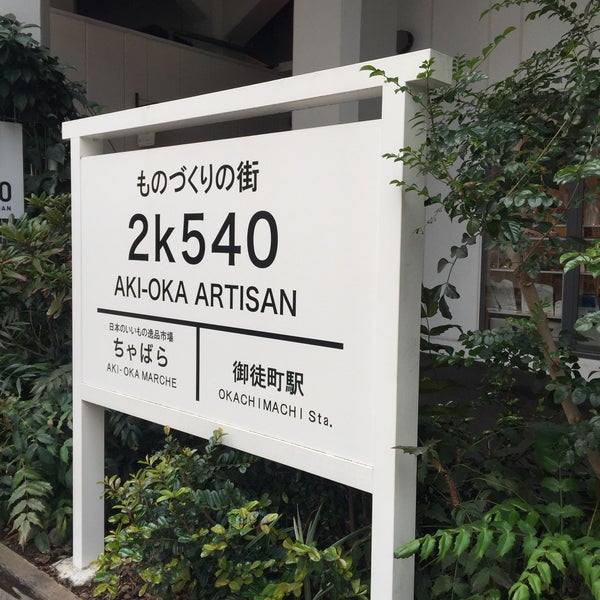 ものづくりの街
2k540
AKI-OKA ARTISAN
日本のいいもの逸品市場
ちゃばら
AKI-OKA MARCHE
御徒町駅
OKACHIMACHI Sta.